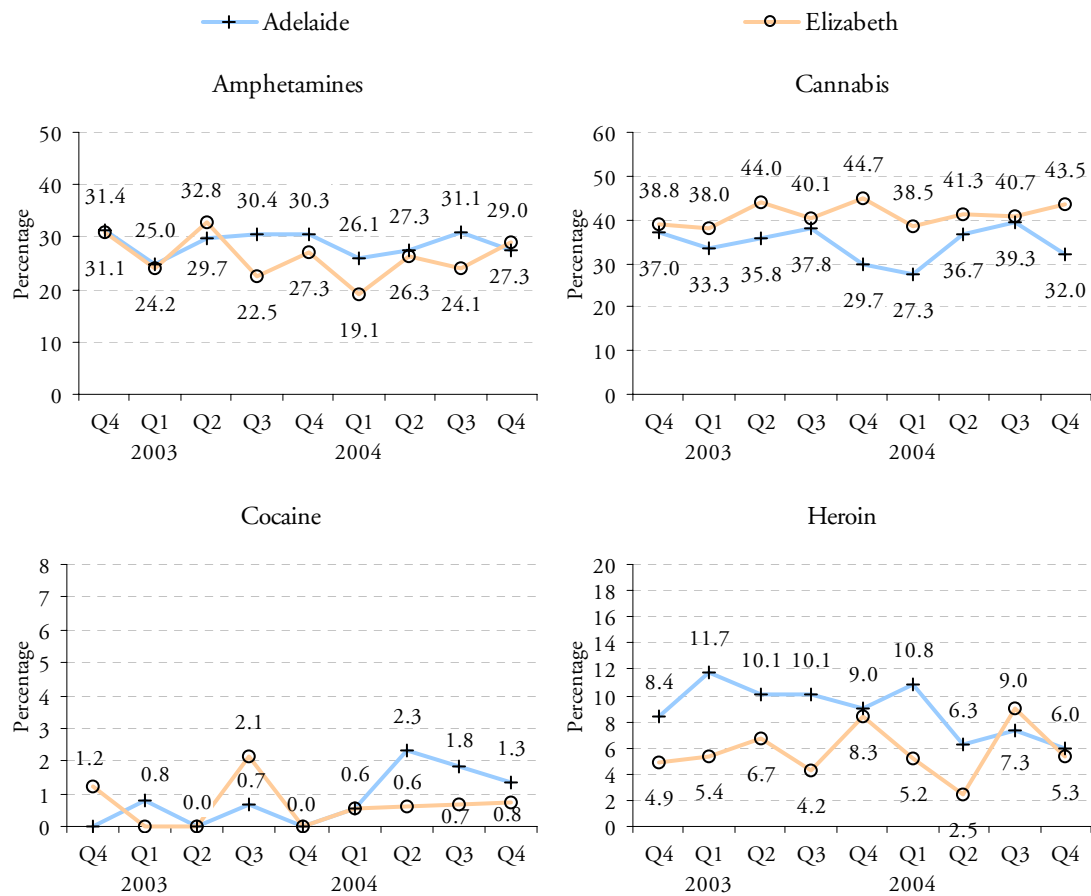 Adelaide Elizabeth
Amphetamines
Percentage
50
40
30
20
10
0
31.4 25.0 32.8 30.4 30.3 26.1 27.3 31.1 29.0
31.1 24.2 29.7 22.5 27.3 19.1 26.3 24.1 27.3
Q4 Q1 Q2 Q3 Q4 Q1 Q2 Q3 Q4
2003 2004
Cannabis
Percentage
60
50
40
30
20
10
0
38.8 38.0 44.0 40.1 44.7 38.5 41.3 40.7 43.5
37.0 33.3 35.8 37.8 29.7 27.3 36.7 39.3 32.0
Q4 Q1 Q2 Q3 Q4 Q1 Q2 Q3 Q4
2003 2004
Cocaine
Percentage
8
7
6
5
4
3
2
1
0
1.2 0.8 0.0 2.1 0.0 0.6 2.3 1.8 1.3
0.7 0.6 0.7 0.8
Q4 Q1 Q2 Q3 Q4 Q1 Q2 Q3 Q4
2003 2004
Heroin
Percentage
20
18
16
14
12
10
8
6
4
2
0
8.4 11.7 10.1 10.1 9.0 10.8 6.3 9.0 6.0
4.9 5.4 6.7 4.2 8.3 5.2 2.5 7.3 5.3
Q4 Q1 Q2 Q3 Q4 Q1 Q2 Q3 Q4
2003 2004